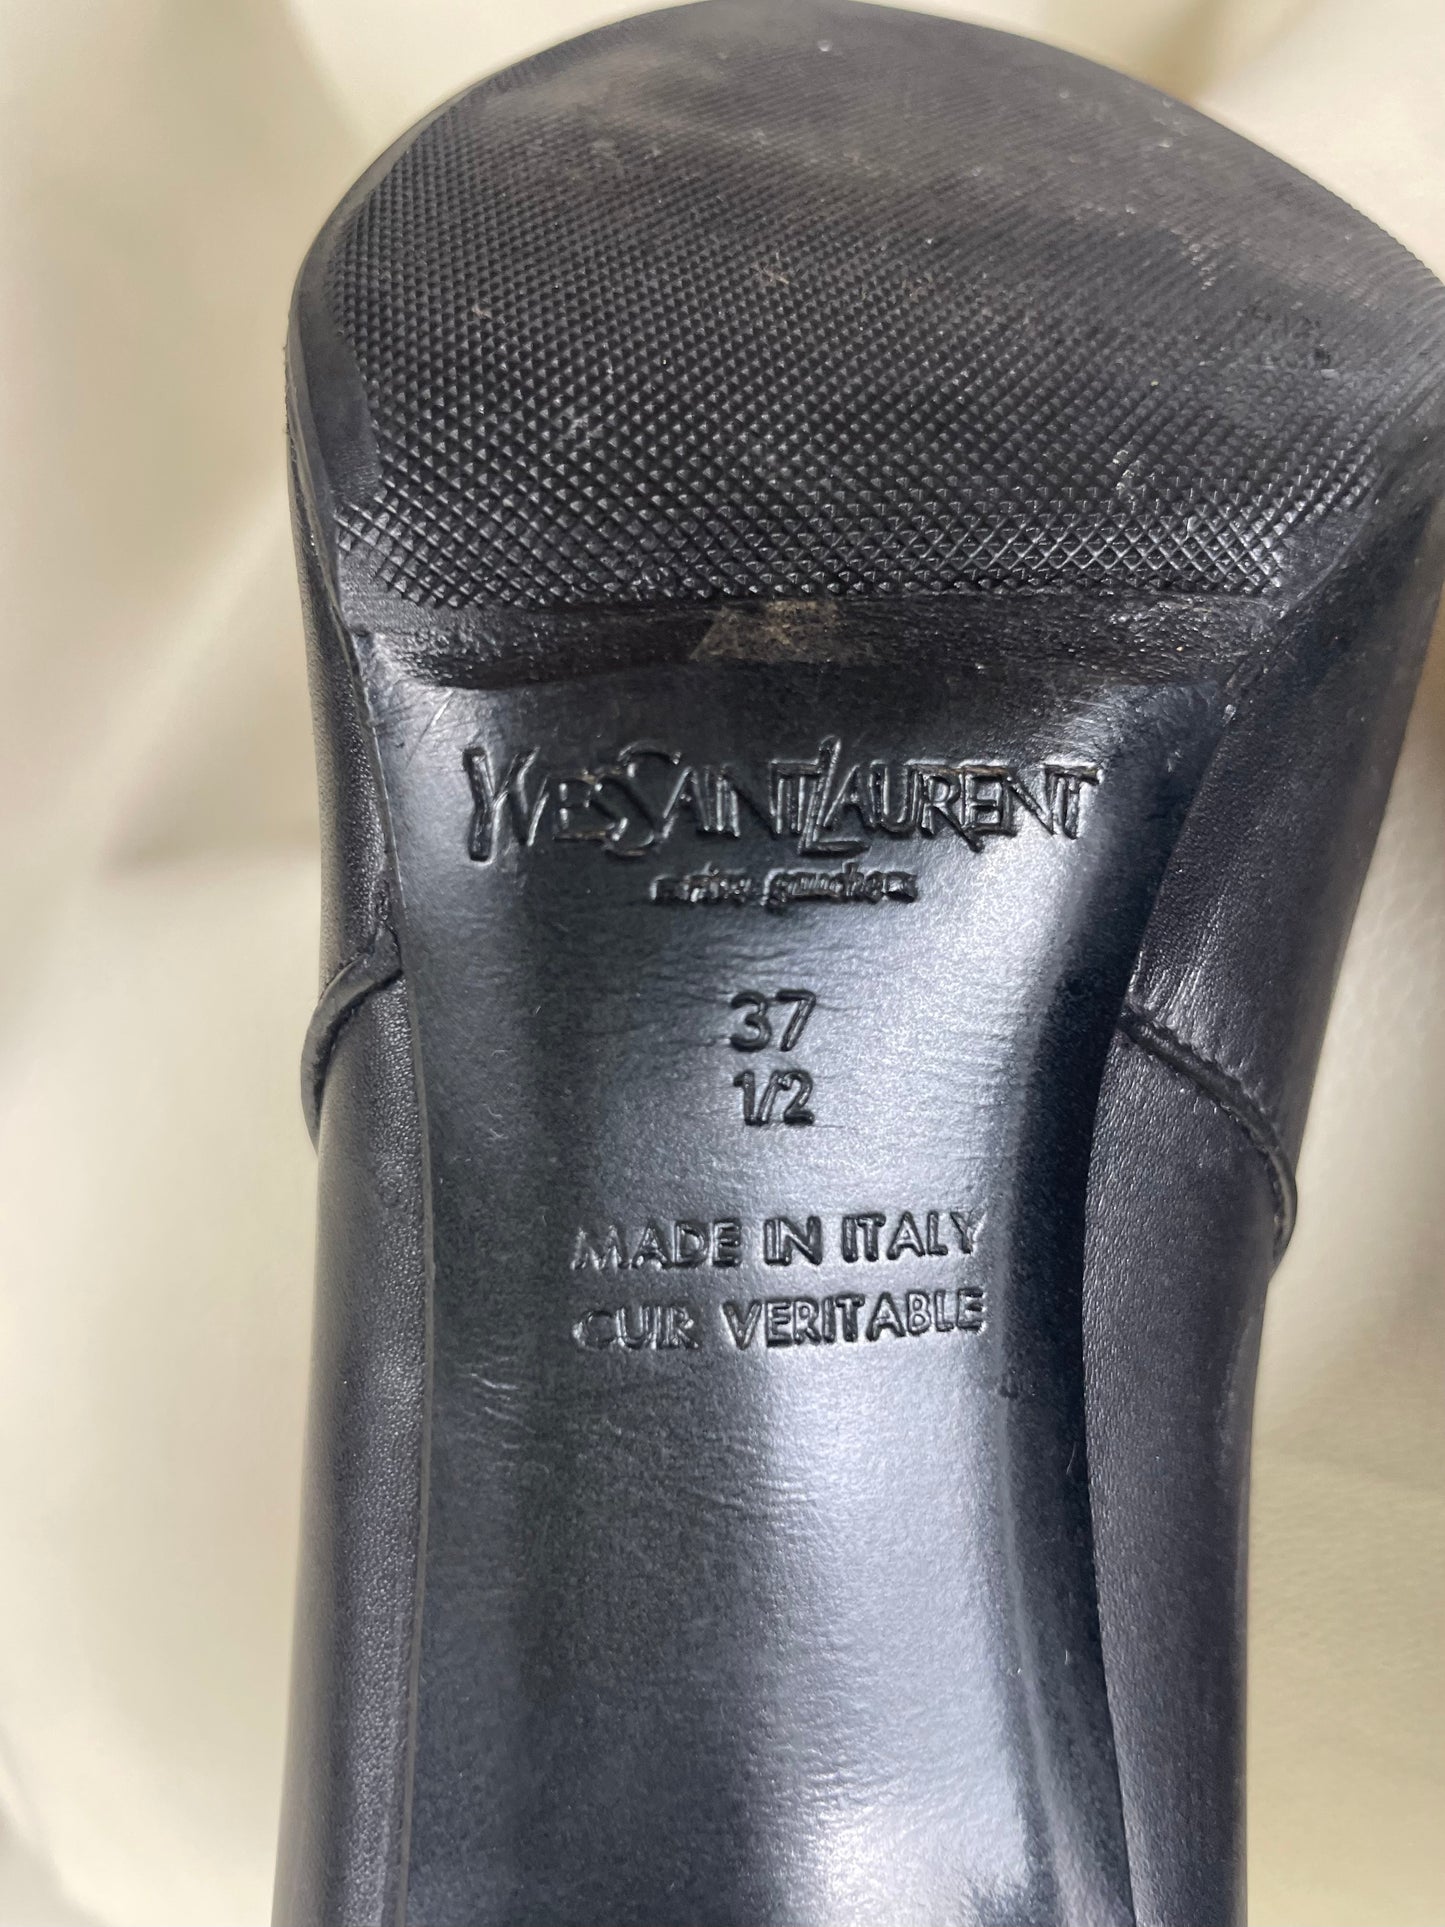 YVESSAINTLAURENT
rive gauche
37
1/2
MADE IN ITALY
CUIR VERITABLE